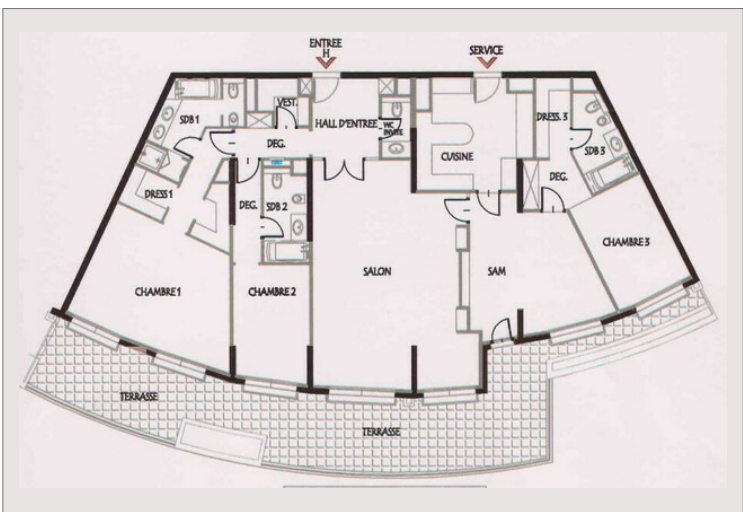 ENTREE
H
SERVICE
VEST.
SDB 1
HALL D'ENTREE
WC
INVITE
DRESS. 3
DEG.
CUISINE
SDB 3
DRESS 1
DEG.
SDB 2
DEG.
CHAMBRE 3
CHAMBRE 1
CHAMBRE 2
SALON
SAM
TERRASSE
TERRASSE